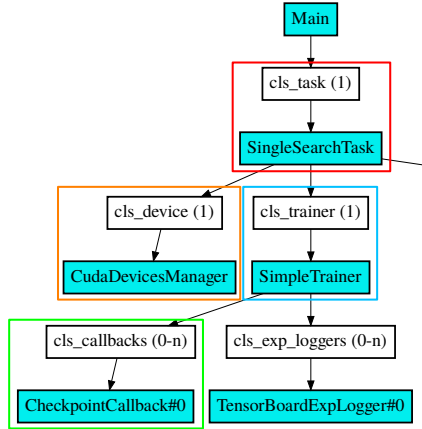 Main
cls_task (1)
SingleSearchTask
cls_device (1)
cls_trainer (1)
CudaDevicesManager
SimpleTrainer
cls_callbacks (0-n)
cls_exp_loggers (0-n)
CheckpointCallback#0
TensorBoardExpLogger#0